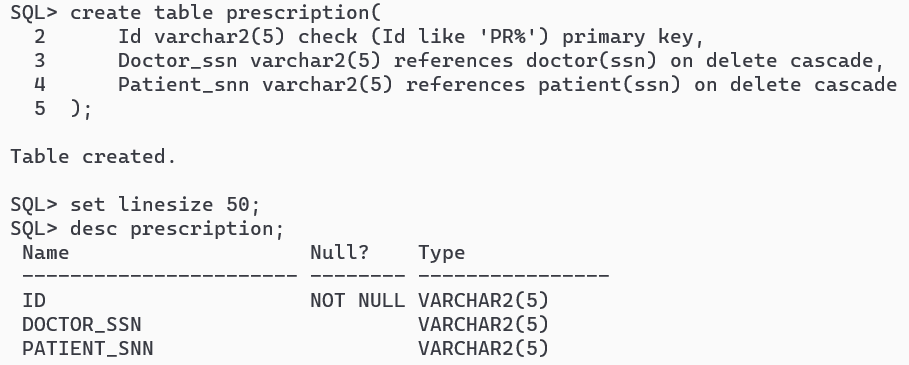 SQL> create table prescription(
  2      Id varchar2(5) check (Id like 'PR%') primary key,
  3      Doctor_ssn varchar2(5) references doctor(ssn) on delete cascade,
  4      Patient_snn varchar2(5) references patient(ssn) on delete cascade
  5  );

Table created.

SQL> set linesize 50;
SQL> desc prescription;
 Name                    Null?    Type
 ----------------------- -------- ----------------
 ID                      NOT NULL VARCHAR2(5)
 DOCTOR_SSN                       VARCHAR2(5)
 PATIENT_SNN                      VARCHAR2(5)